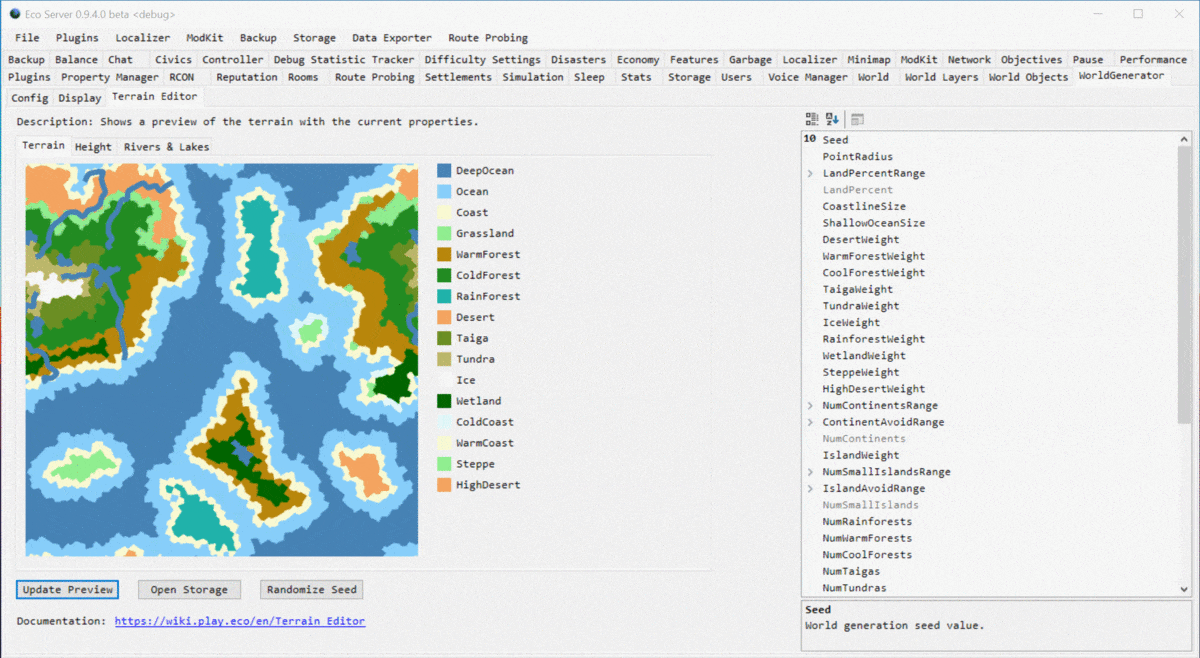 Eco Server 0.9.4.0 beta <debug>
File Plugins Localizer ModKit Backup Storage Data Exporter Route Probing
Backup Balance Chat Civics Controller Debug Statistic Tracker Difficulty Settings Disasters Economy Features Garbage Localizer Minimap ModKit Network Objectives Pause Performance
Plugins Property Manager RCON Reputation Rooms Route Probing Settlements Simulation Sleep Stats Storage Users Voice Manager World World Layers World Objects WorldGenerator
Config Display Terrain Editor
Description: Shows a preview of the terrain with the current properties.
Terrain Height Rivers & Lakes
DeepOcean
Ocean
Coast
Grassland
WarmForest
ColdForest
RainForest
Desert
Taiga
Tundra
Ice
Wetland
ColdCoast
WarmCoast
Steppe
HighDesert
Update Preview Open Storage Randomize Seed
Documentation: https://wiki.play.eco/en/Terrain Editor
10 Seed
PointRadius
LandPercentRange
LandPercent
CoastlineSize
ShallowOceanSize
DesertWeight
WarmForestWeight
CoolForestWeight
TaigaWeight
TundraWeight
IceWeight
RainforestWeight
WetlandWeight
SteppeWeight
HighDesertWeight
NumContinentsRange
ContinentAvoidRange
NumContinents
IslandWeight
NumSmallIslandsRange
IslandAvoidRange
NumSmallIslands
NumRainforests
NumWarmForests
NumCoolForests
NumTaigas
NumTundras
Seed
World generation seed value.